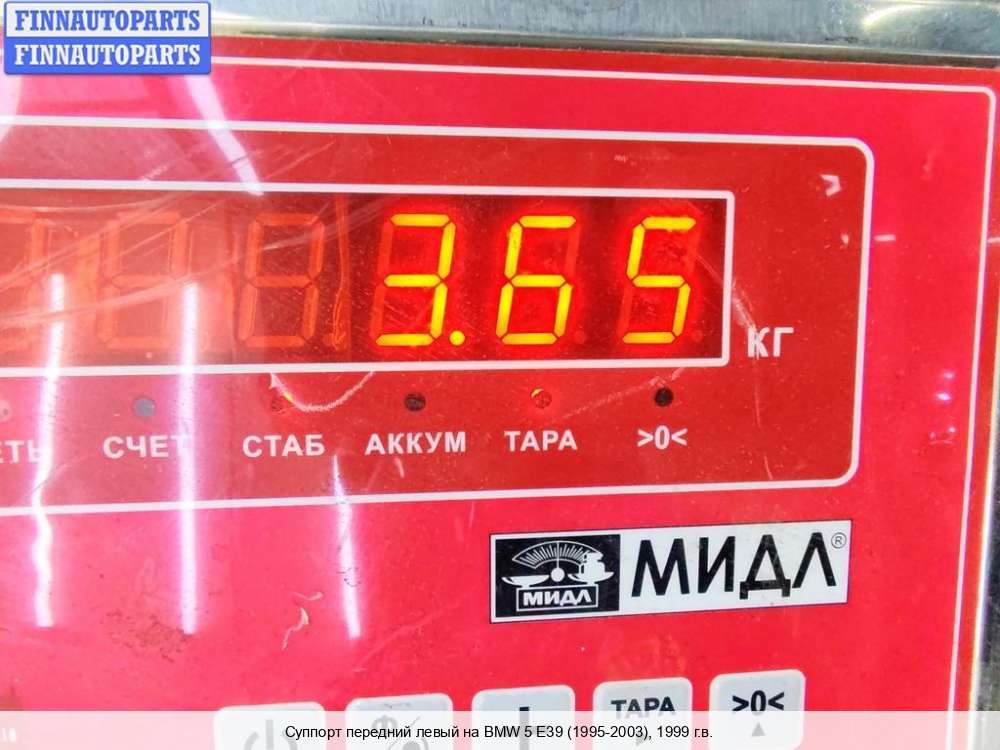 FINNAUTOPARTS
FINNAUTOPARTS
3.65
КГ
СЧЕТ СТАБ АККУМ ТАРА >0<
МИДЛ
МИДЛ®
ТАРА >0<
Суппорт передний левый на BMW 5 E39 (1995-2003), 1999 г.в.